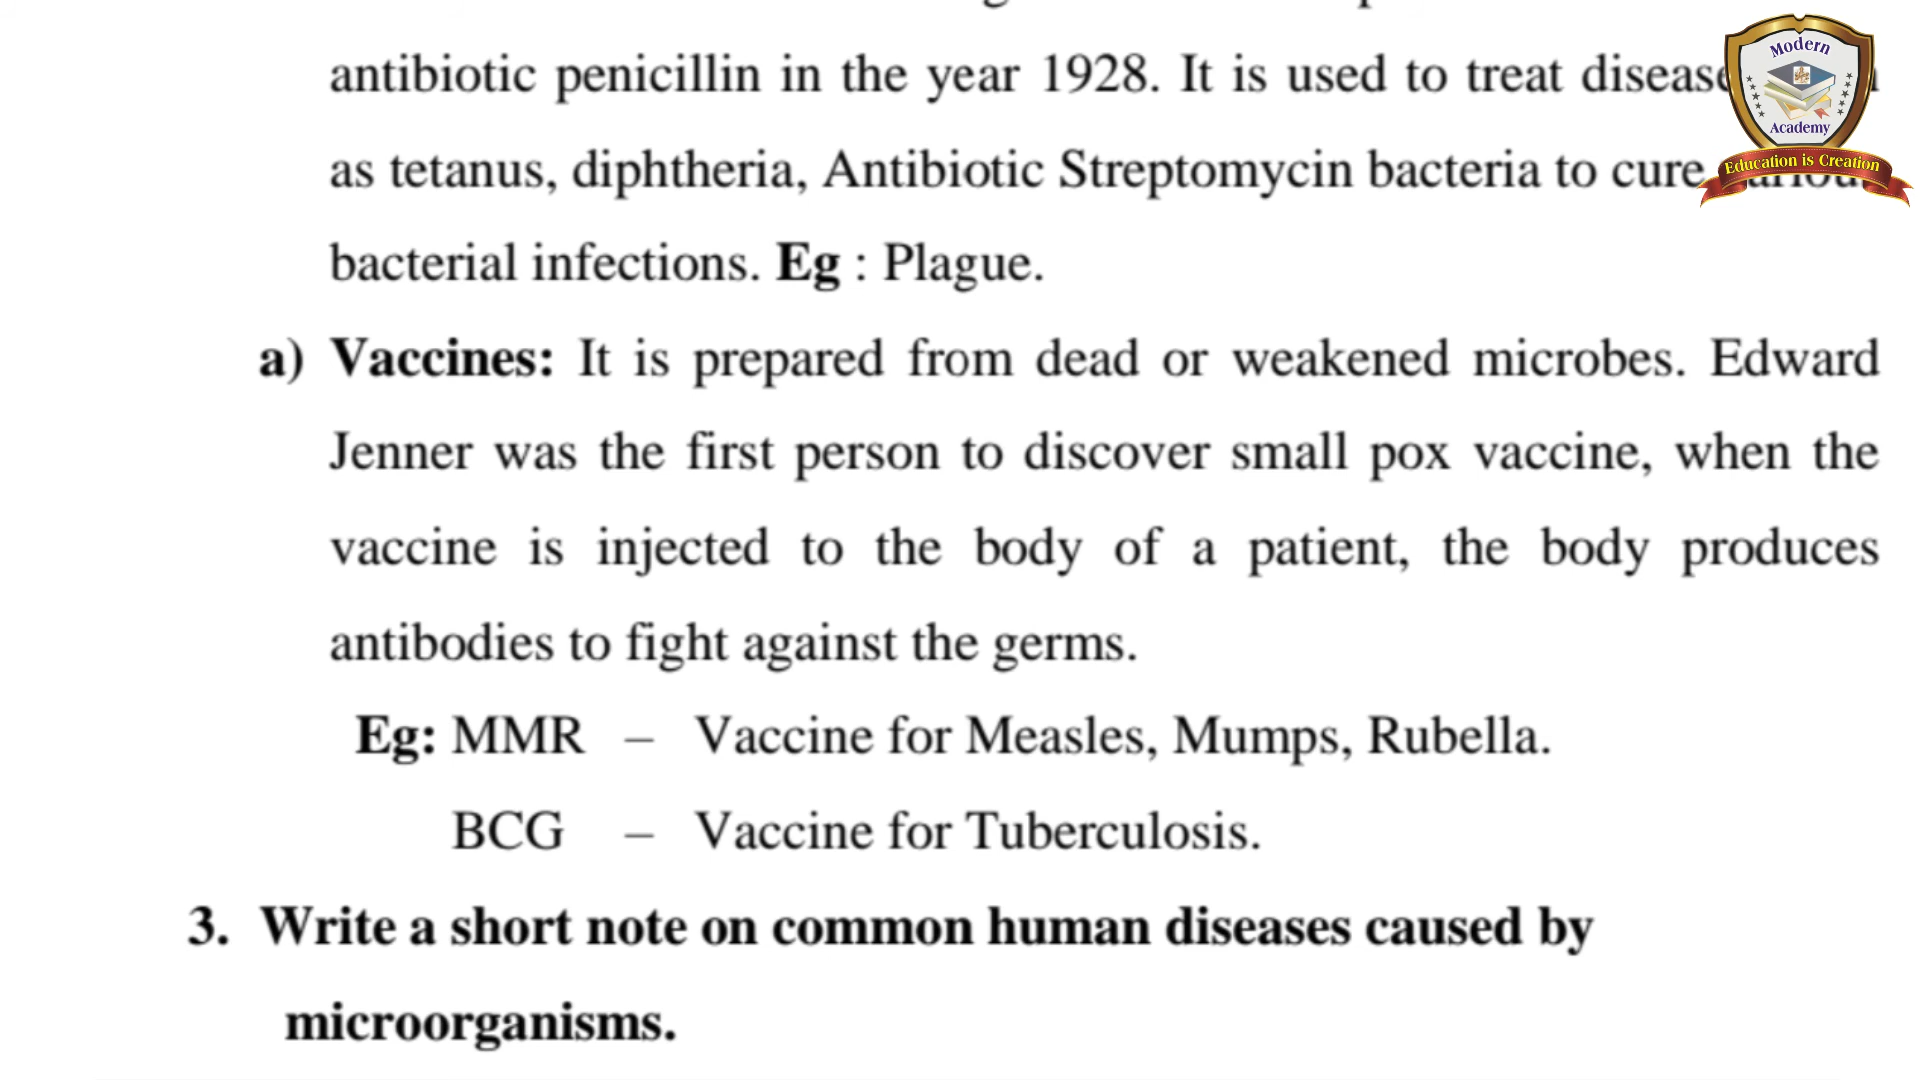 antibiotic penicillin in the year 1928. It is used to treat
as tetanus, diphtheria, Antibiotic Streptomycin bacteria to cure
bacterial infections. Eg : Plague.
a) Vaccines: It is prepared from dead or weakened microbes. Edward
Jenner was the first person to discover small pox vaccine, when the
vaccine is injected to the body of a patient, the body produces
antibodies to fight against the germs.
Eg: MMR – Vaccine for Measles, Mumps, Rubella.
BCG – Vaccine for Tuberculosis.
3. Write a short note on common human diseases caused by
microorganisms.
Modern
Academy
Education is Creation